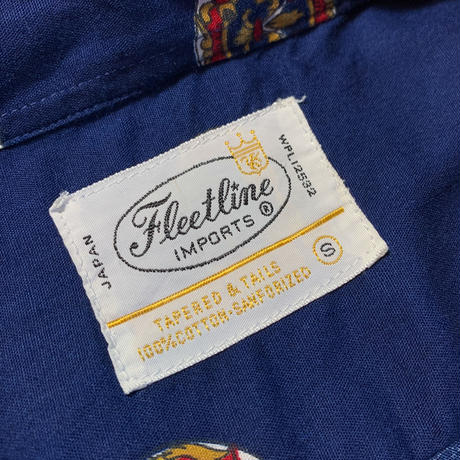 K
Fleetline
IMPORTS ®
JAPAN
WPL12532
S
TAPERED & TAILS
100% COTTON-SANFORIZED